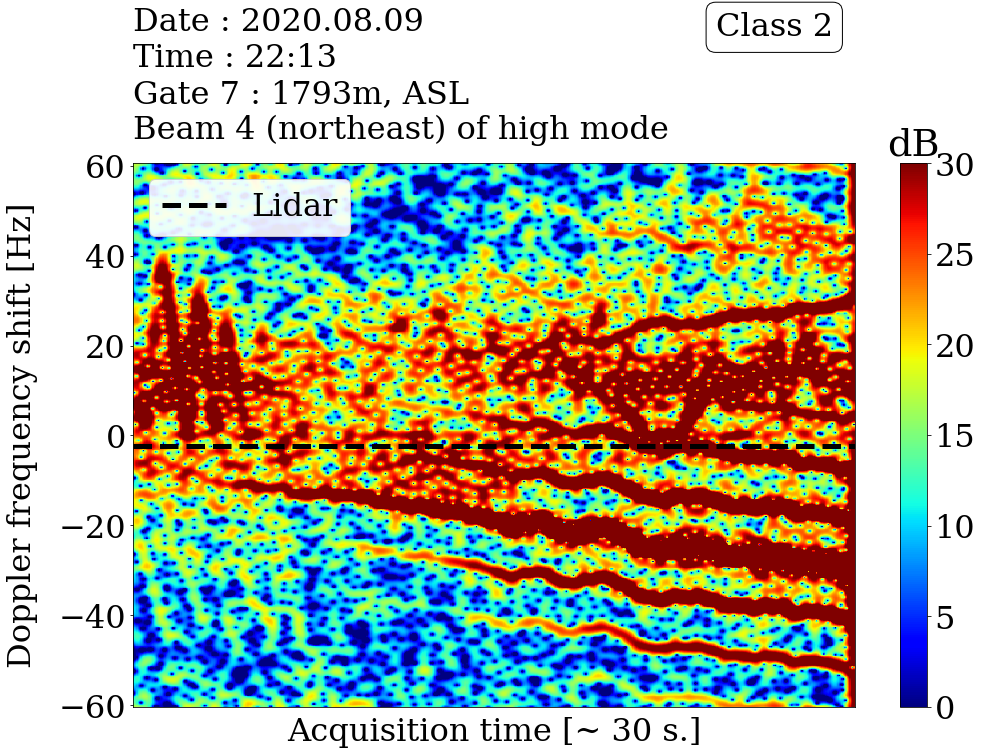 Date : 2020.08.09
Time : 22:13
Gate 7 : 1793m, ASL
Beam 4 (northeast) of high mode
Class 2
dB
Lidar
60
40
20
0
−20
−40
−60
Doppler frequency shift [Hz]
Acquisition time [~ 30 s.]
30
25
20
15
10
5
0